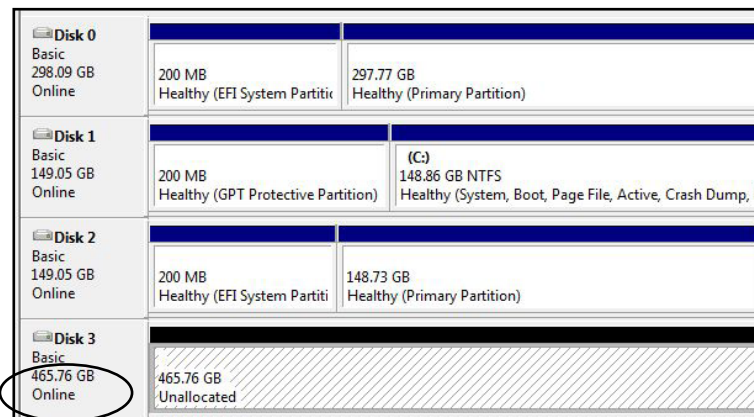 Disk 0
Basic
298.09 GB
Online
200 MB
Healthy (EFI System Partitic
297.77 GB
Healthy (Primary Partition)
Disk 1
Basic
149.05 GB
Online
200 MB
Healthy (GPT Protective Partition)
(C:)
148.86 GB NTFS
Healthy (System, Boot, Page File, Active, Crash Dump,
Disk 2
Basic
149.05 GB
Online
200 MB
Healthy (EFI System Partiti
148.73 GB
Healthy (Primary Partition)
Disk 3
Basic
465.76 GB
Online
465.76 GB
Unallocated